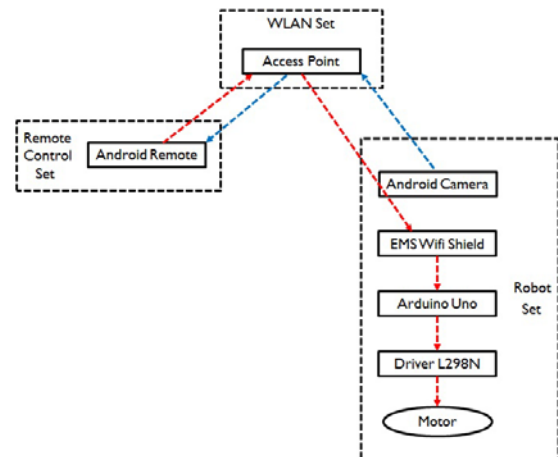 WLAN Set
Access Point
Remote
Control
Set
Android Remote
Android Camera
EMS Wifi Shield
Arduino Uno
Robot
Set
Driver L298N
Motor